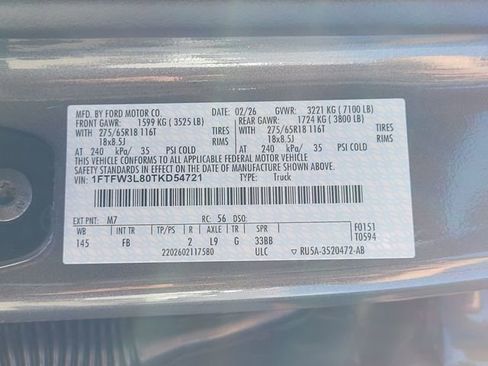 MFD. BY FORD MOTOR CO. 02/26 GVWR: 3221 KG ( 7100 LB)
FRONT GAWR: 1599 KG ( 3525 LB) REAR GAWR: 1724 KG ( 3800 LB)
WITH 275/65R18 116T TIRES WITH 275/65R18 116T TIRES
18x8.5J RIMS 18x8.5J RIMS
AT 240 kPa/ 35 PSI COLD AT 240 kPa/ 35 PSI COLD
THIS VEHICLE CONFORMS TO ALL APPLICABLE FEDERAL MOTOR VEHICLE
SAFETY STANDARDS IN EFFECT ON THE DATE OF MANUFACTURE SHOWN ABOVE.
VIN: 1FTFW3L80TKD54721 TYPE: Truck
EXT PNT: M7 RC: 56 DSO: F0151
WB INT TR TP/PS R AXLE TR SPR T0594
145 FB 2 L9 G 33BB
2202602117580 ULC RU5A-3520472-AB